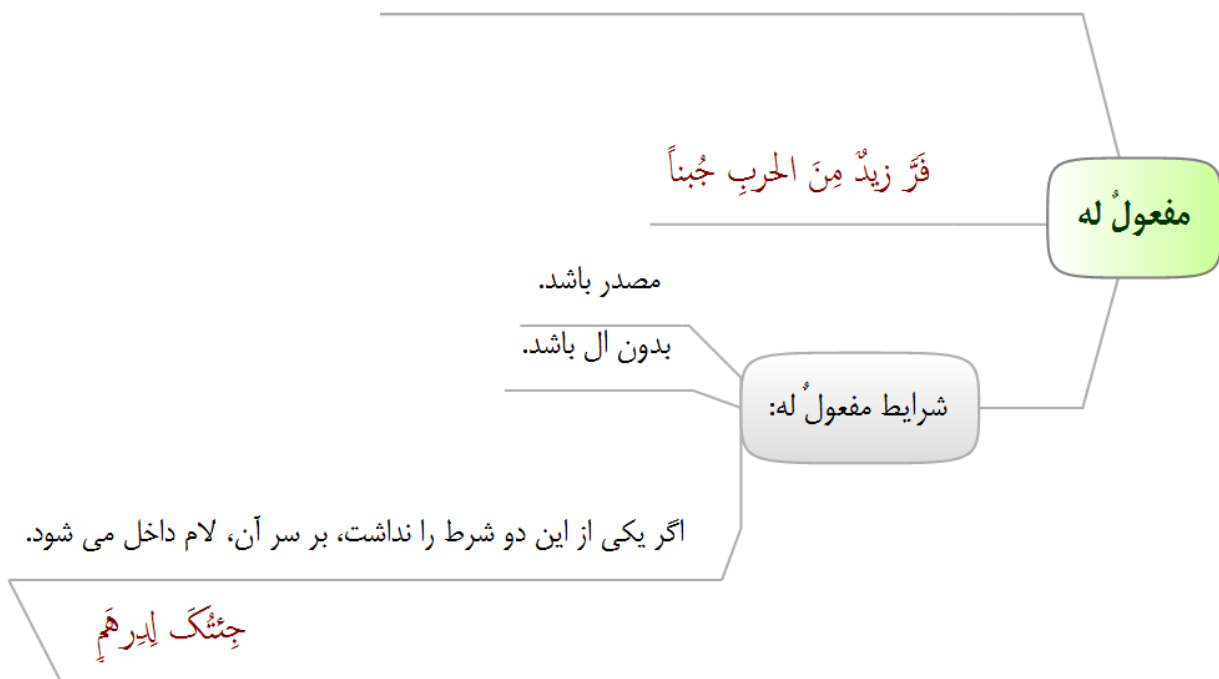 مفعولٌ له
فَرَّ زیدٌ مِنَ الحربِ جُبناً
شرایط مفعولٌ له:
مصدر باشد.
بدون ال باشد.
اگر یکی از این دو شرط را نداشت، بر سر آن، لام داخل می شود.
جِئتُکَ لِدِرهَمٍ